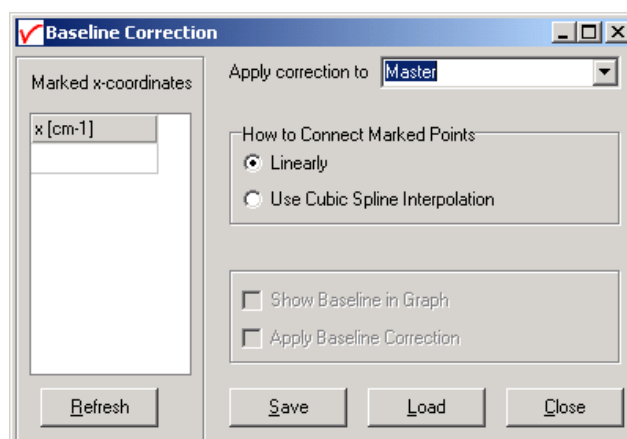 Baseline Correction
Marked x-coordinates
x [cm-1]
Refresh
Apply correction to Master
How to Connect Marked Points
Linearly
Use Cubic Spline Interpolation
Show Baseline in Graph
Apply Baseline Correction
Save Load Close